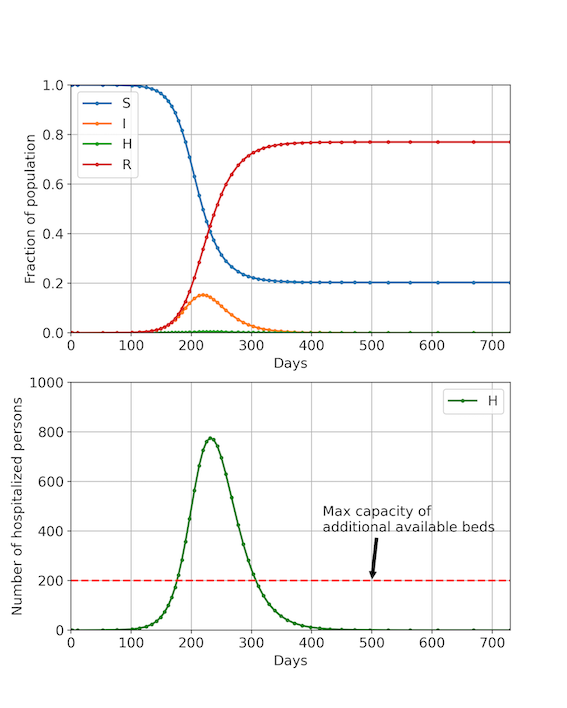 1.0
0.8
0.6
0.4
0.2
0.0
S
I
H
R
Fraction of population
0 100 200 300 400 500 600 700
Days
1000
800
600
400
200
0
H
Number of hospitalized persons
Max capacity of
additional available beds
0 100 200 300 400 500 600 700
Days